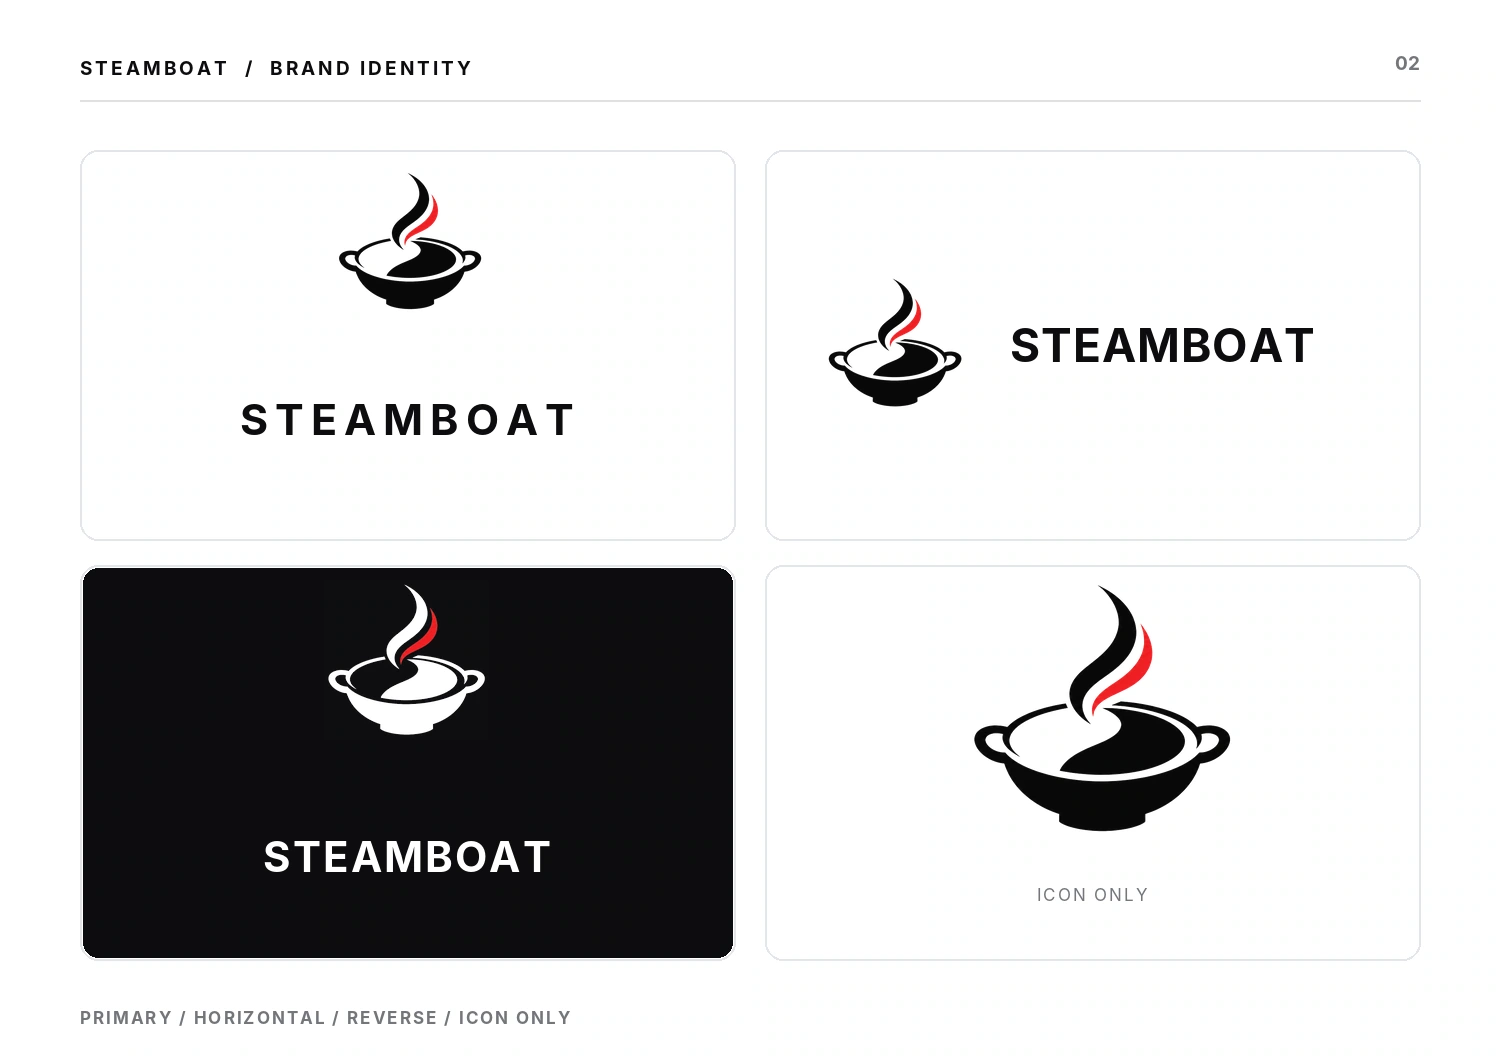 STEAMBOAT / BRAND IDENTITY
02
STEAMBOAT
STEAMBOAT
STEAMBOAT
ICON ONLY
PRIMARY / HORIZONTAL / REVERSE / ICON ONLY